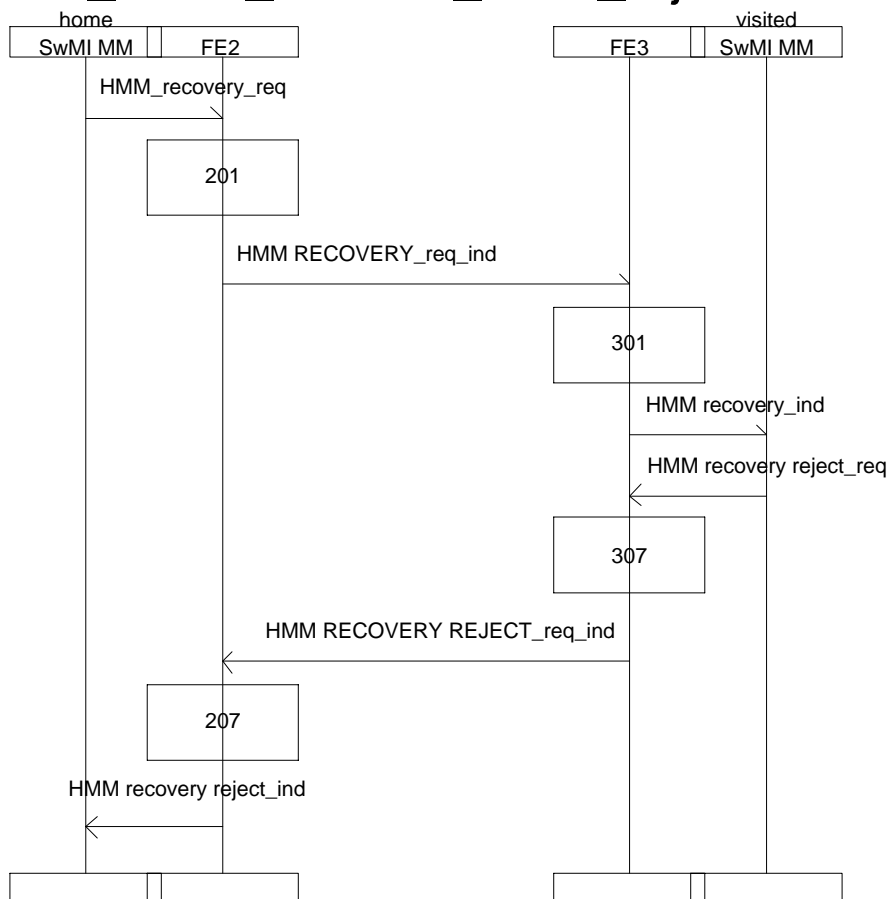 home visited
SwMI MM FE2 FE3 SwMI MM
HMM_recovery_req
201
HMM RECOVERY_req_ind
301
HMM recovery_ind
HMM recovery reject_req
307
HMM RECOVERY REJECT_req_ind
207
HMM recovery reject_ind